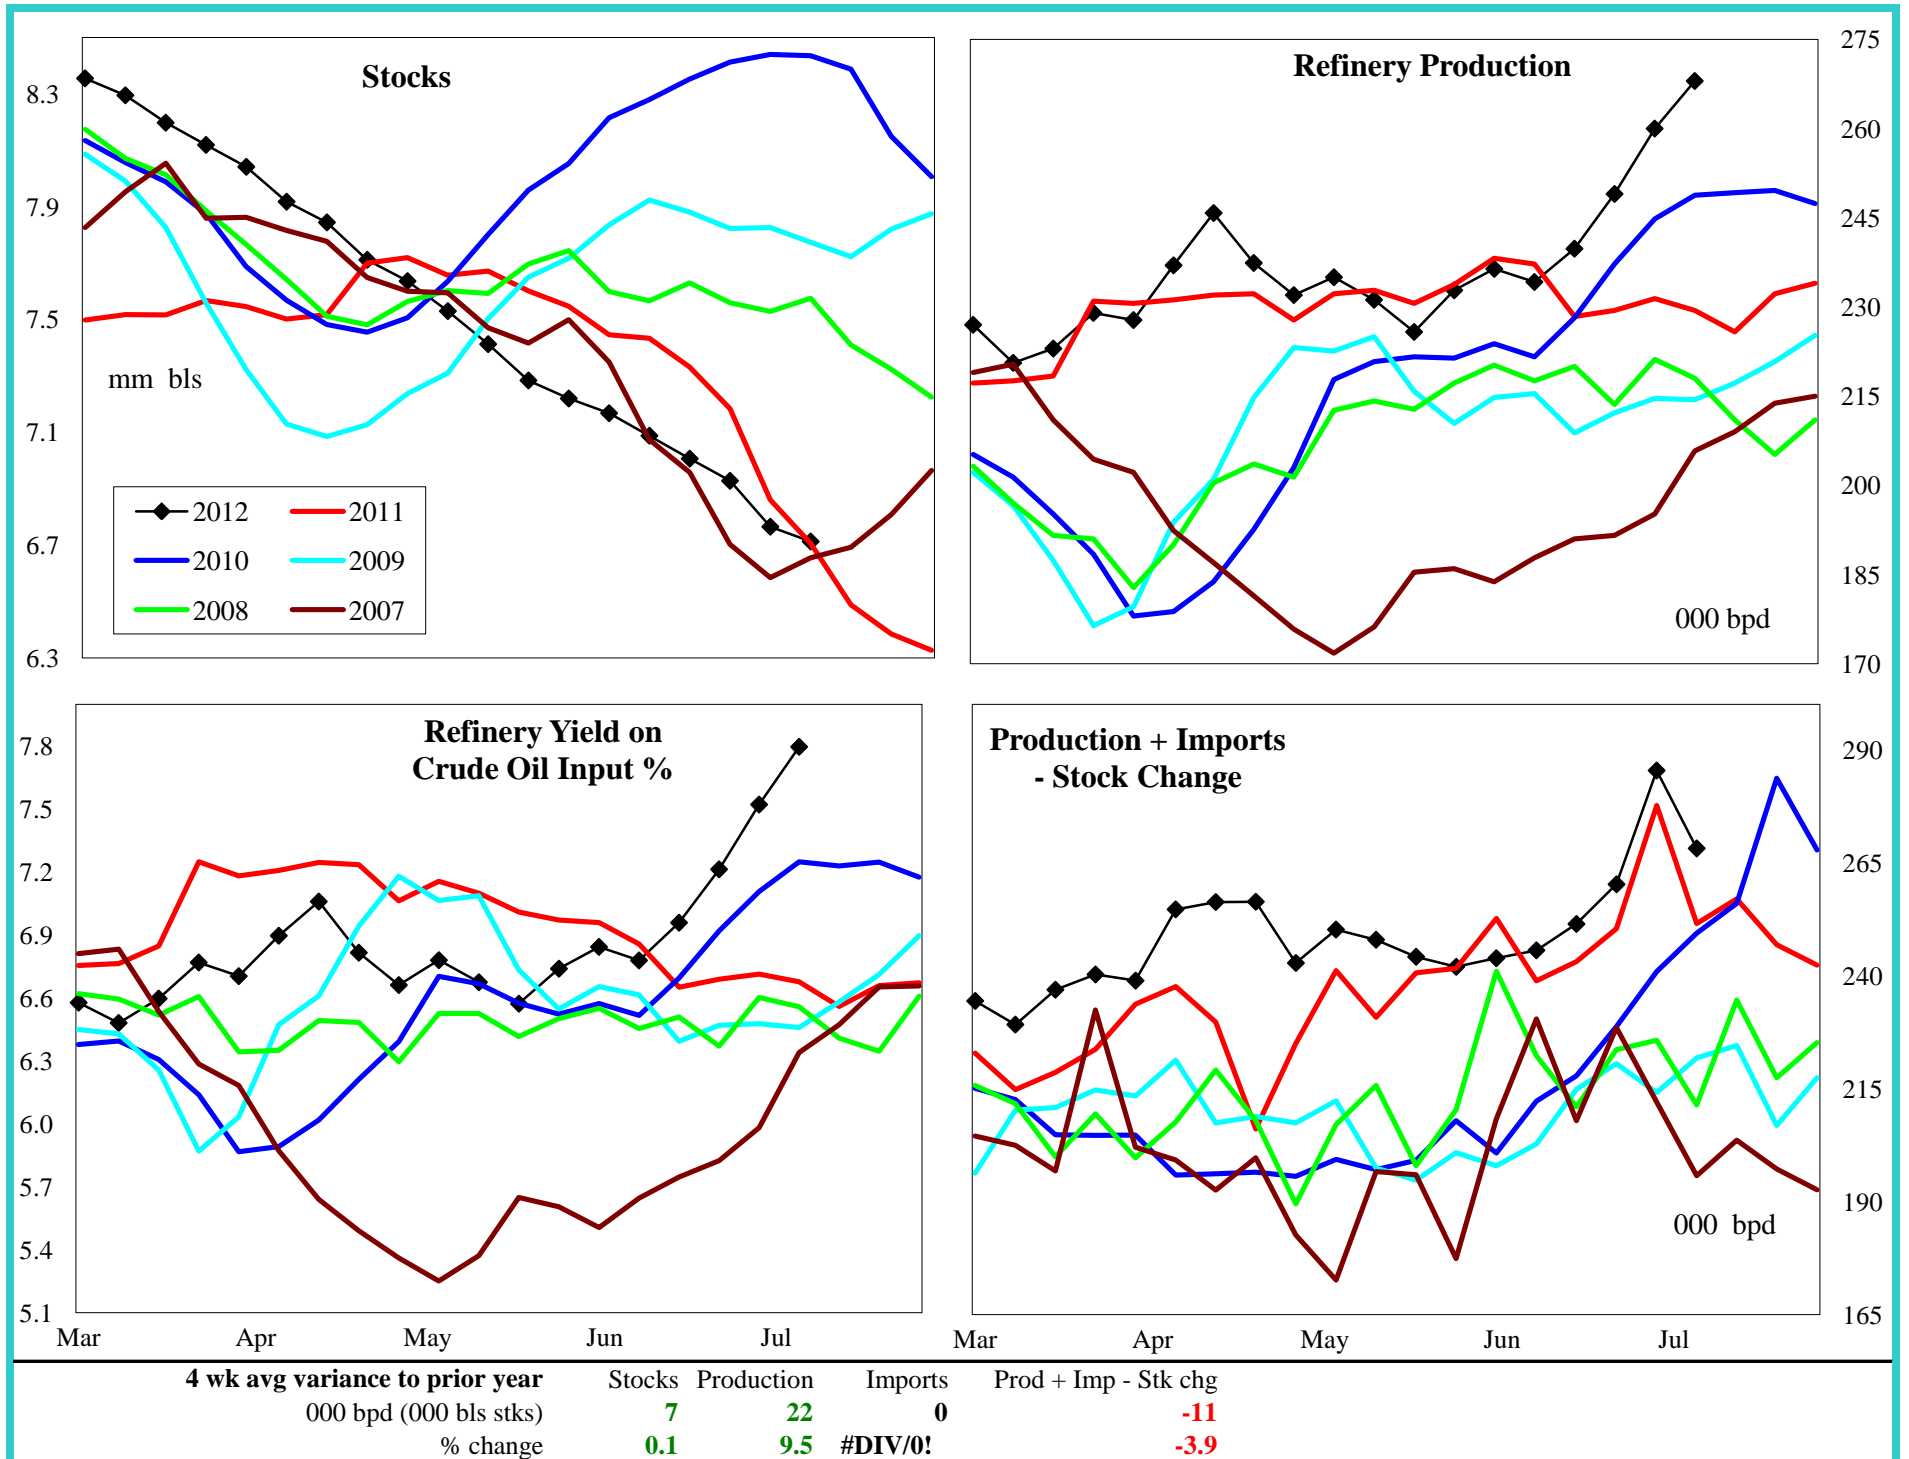 Stocks
8.3
7.9
7.5
7.1
6.7
6.3
mm bls
2012 2011
2010 2009
2008 2007
Refinery Production
275
260
245
230
215
200
185
170
000 bpd
Refinery Yield on
Crude Oil Input %
7.8
7.5
7.2
6.9
6.6
6.3
6.0
5.7
5.4
5.1
Mar Apr May Jun Jul
Production + Imports
- Stock Change
290
265
240
215
190
165
000 bpd
Mar Apr May Jun Jul
4 wk avg variance to prior year Stocks Production Imports Prod + Imp - Stk chg
000 bpd (000 bls stks) 7 22 0 -11
% change 0.1 9.5 #DIV/0! -3.9